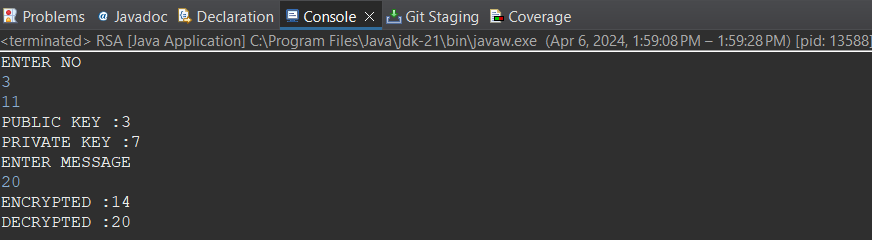 Problems Javadoc Declaration Console Git Staging Coverage
<terminated> RSA [Java Application] C:\Program Files\Java\jdk-21\bin\javaw.exe (Apr 6, 2024, 1:59:08 PM – 1:59:28 PM) [pid: 13588]
ENTER NO
3
11
PUBLIC KEY :3
PRIVATE KEY :7
ENTER MESSAGE
20
ENCRYPTED :14
DECRYPTED :20